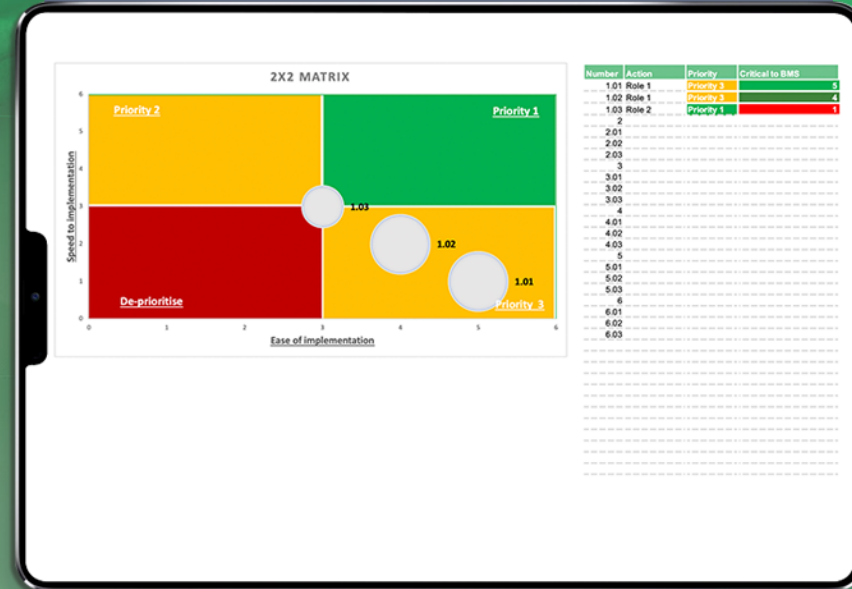 2X2 MATRIX
Priority 2
Priority 1
De-prioritise
Priority 3
1.03
1.02
1.01
6
5
4
3
2
1
0
0 1 2 3 4 5 6
Speed to implementation
Ease of implementation
Number Action Priority Critical to BMS
1.01 Role 1 Priority 3 5
1.02 Role 1 Priority 3 4
1.03 Role 2 Priority 1 1
2
2.01
2.02
2.03
3
3.01
3.02
3.03
4
4.01
4.02
4.03
5
5.01
5.02
5.03
6
6.01
6.02
6.03